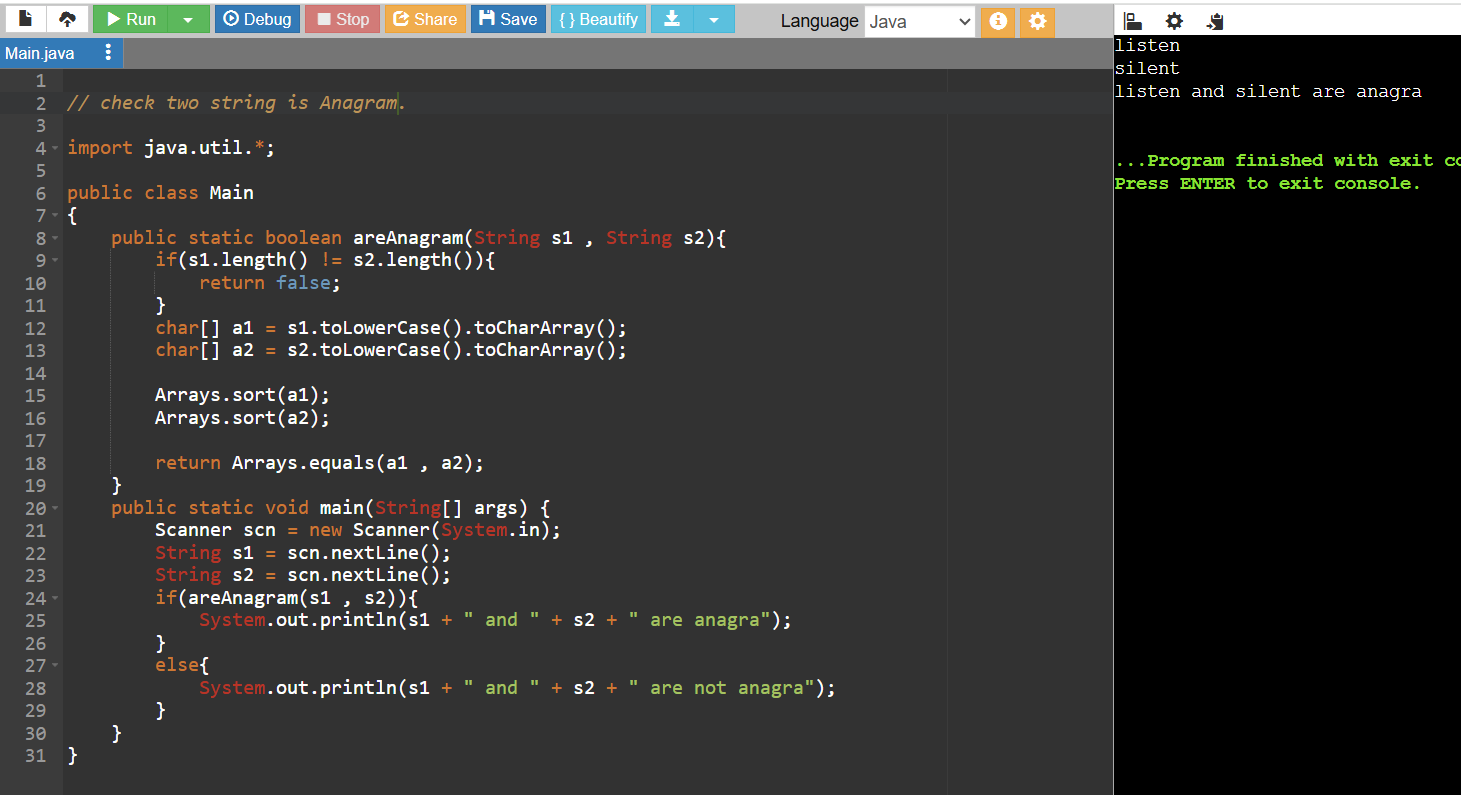 Run Debug Stop Share Save { } Beautify Language Java
Main.java
1
2 // check two string is Anagram.
3
4 import java.util.*;
5
6 public class Main
7 {
8     public static boolean areAnagram(String s1 , String s2){
9         if(s1.length() != s2.length()){
10             return false;
11         }
12         char[] a1 = s1.toLowerCase().toCharArray();
13         char[] a2 = s2.toLowerCase().toCharArray();
14
15         Arrays.sort(a1);
16         Arrays.sort(a2);
17
18         return Arrays.equals(a1 , a2);
19     }
20     public static void main(String[] args) {
21         Scanner scn = new Scanner(System.in);
22         String s1 = scn.nextLine();
23         String s2 = scn.nextLine();
24         if(areAnagram(s1 , s2)){
25             System.out.println(s1 + " and " + s2 + " are anagra");
26         }
27         else{
28             System.out.println(s1 + " and " + s2 + " are not anagra");
29         }
30     }
31 }
listen
silent
listen and silent are anagra
...Program finished with exit co
Press ENTER to exit console.